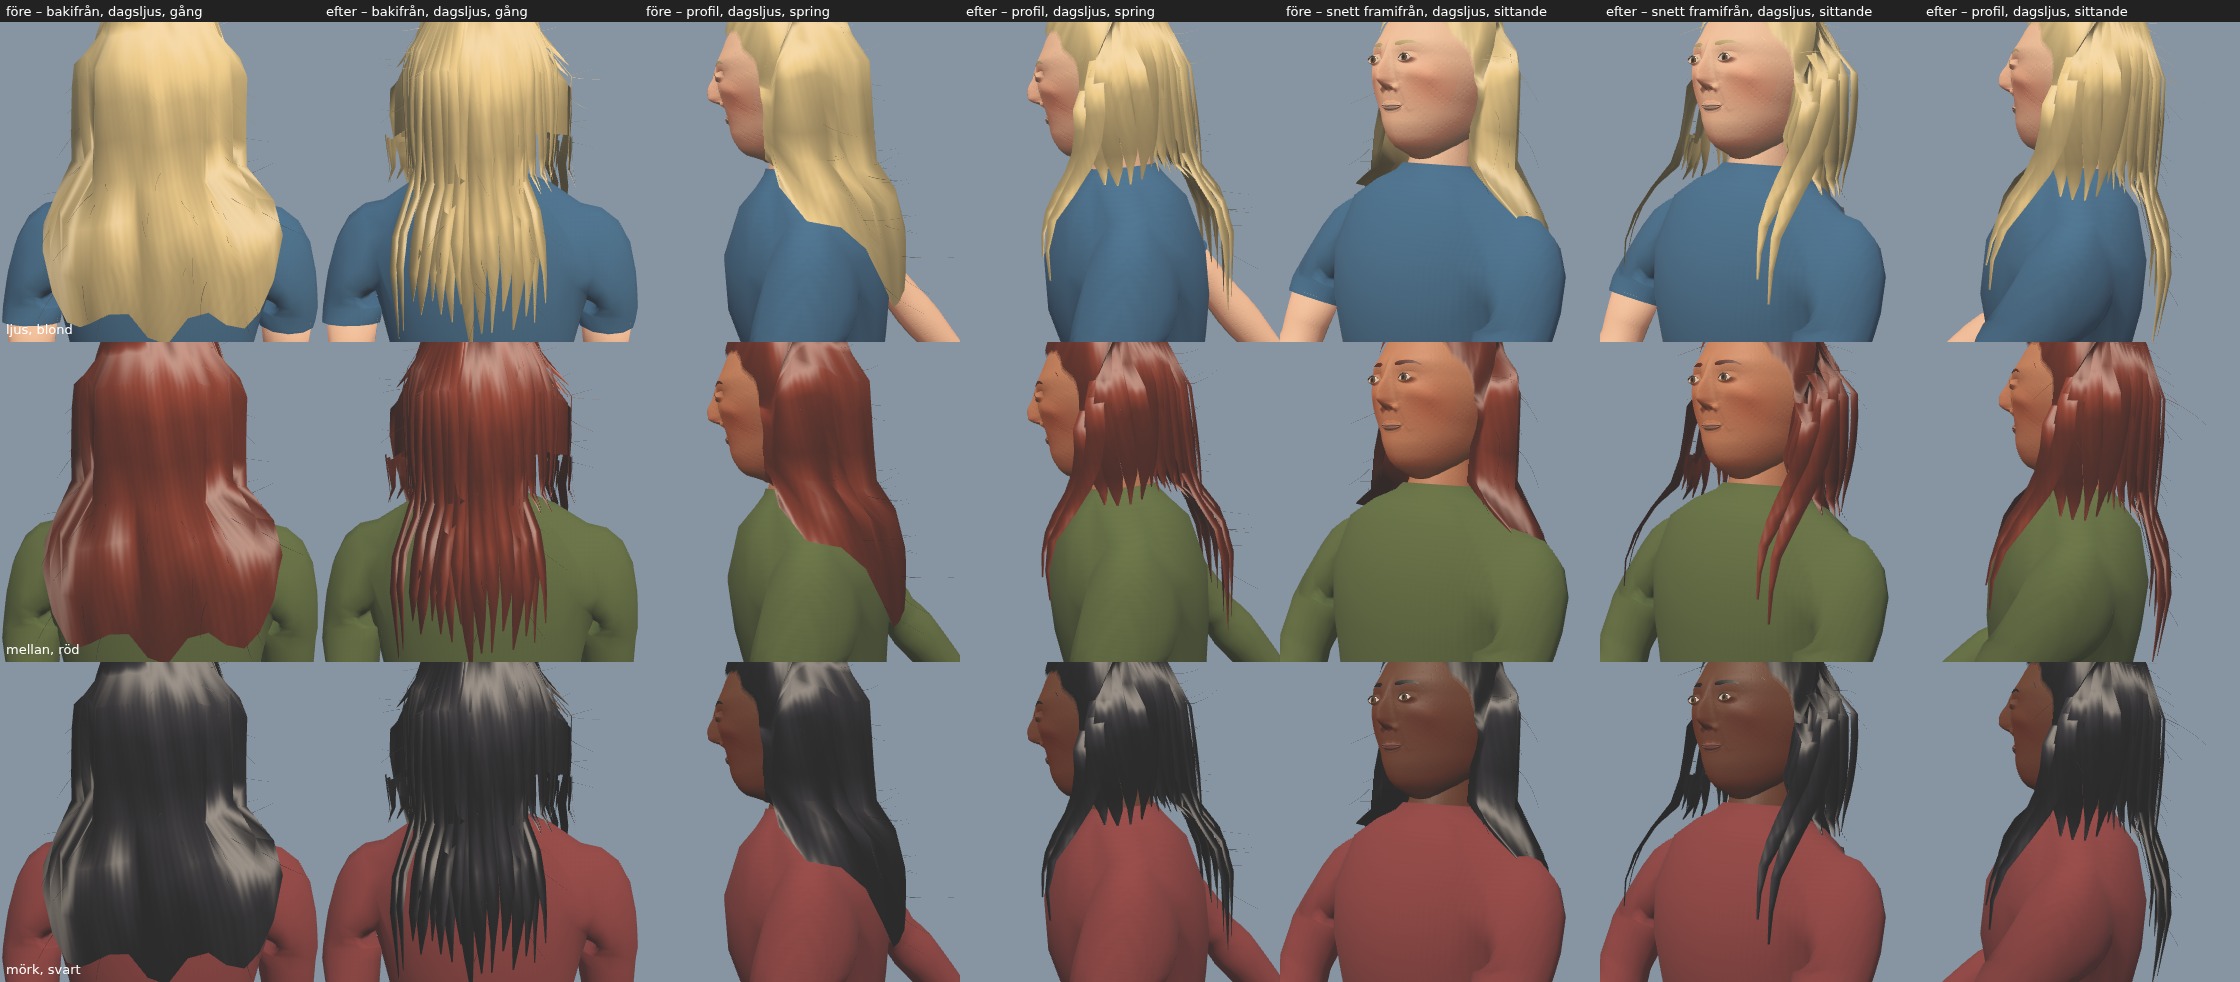 före – bakifrån, dagsljus, gång
efter – bakifrån, dagsljus, gång
före – profil, dagsljus, spring
efter – profil, dagsljus, spring
före – snett framifrån, dagsljus, sittande
efter – snett framifrån, dagsljus, sittande
efter – profil, dagsljus, sittande
ljus, blond
mellan, röd
mörk, svart